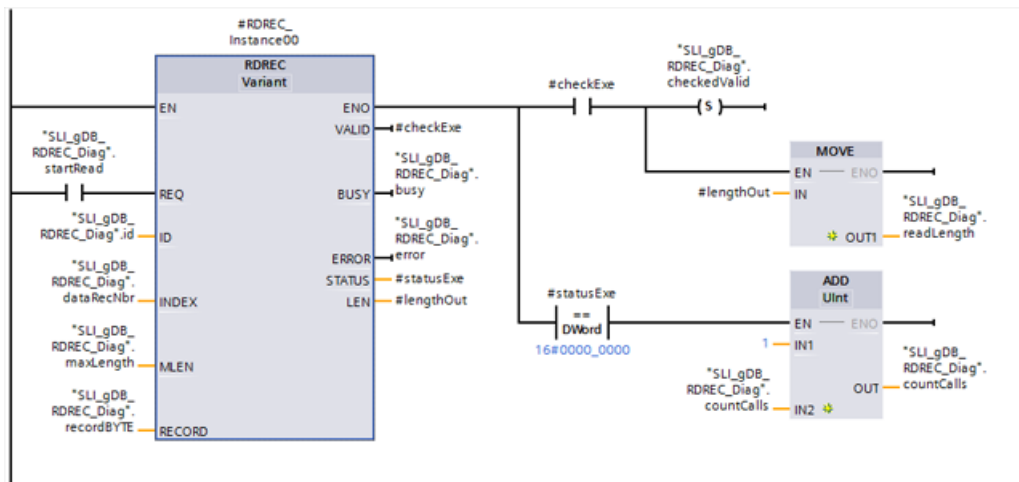 #RDREC_
Instance00
RDREC
Variant
EN
ENO
VALID
#checkExe
"SLI_gDB_
RDREC_Diag".
startRead
REQ
BUSY
"SLI_gDB_
RDREC_Diag".
busy
"SLI_gDB_
RDREC_Diag".id
ID
ERROR
"SLI_gDB_
RDREC_Diag".
error
STATUS
#statusExe
"SLI_gDB_
RDREC_Diag".
dataRecNbr
INDEX
LEN
#lengthOut
"SLI_gDB_
RDREC_Diag".
maxLength
MLEN
"SLI_gDB_
RDREC_Diag".
recordBYTE
RECORD
#checkExe
"SLI_gDB_
RDREC_Diag".
checkedValid
S
MOVE
EN
ENO
#lengthOut
IN
OUT1
"SLI_gDB_
RDREC_Diag".
readLength
#statusExe
==
DWord
16#0000_0000
ADD
UInt
EN
ENO
1
IN1
"SLI_gDB_
RDREC_Diag".
countCalls
IN2
OUT
"SLI_gDB_
RDREC_Diag".
countCalls